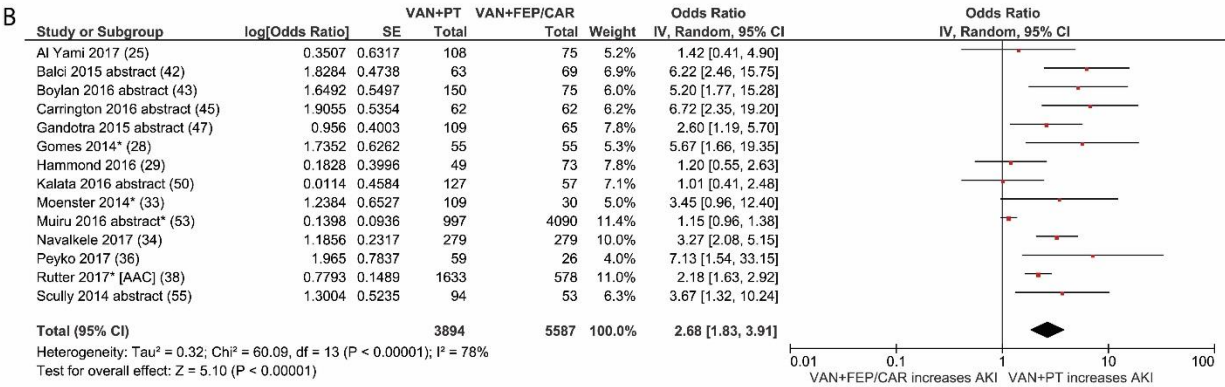 B
VAN+PT VAN+FEP/CAR Odds Ratio Odds Ratio
Study or Subgroup log[Odds Ratio] SE Total Total Weight IV, Random, 95% CI IV, Random, 95% CI
Al Yami 2017 (25) 0.3507 0.6317 108 75 5.2% 1.42 [0.41, 4.90]
Balci 2015 abstract (42) 1.8284 0.4738 63 69 6.9% 6.22 [2.46, 15.75]
Boylan 2016 abstract (43) 1.6492 0.5497 150 75 6.0% 5.20 [1.77, 15.28]
Carrington 2016 abstract (45) 1.9055 0.5354 62 62 6.2% 6.72 [2.35, 19.20]
Gandotra 2015 abstract (47) 0.956 0.4003 109 65 7.8% 2.60 [1.19, 5.70]
Gomes 2014* (28) 1.7352 0.6262 55 55 5.3% 5.67 [1.66, 19.35]
Hammond 2016 (29) 0.1828 0.3996 49 73 7.8% 1.20 [0.55, 2.63]
Kalata 2016 abstract (50) 0.0114 0.4584 127 57 7.1% 1.01 [0.41, 2.48]
Moenster 2014* (33) 1.2384 0.6527 109 30 5.0% 3.45 [0.96, 12.40]
Muiru 2016 abstract* (53) 0.1398 0.0936 997 4090 11.4% 1.15 [0.96, 1.38]
Navalkele 2017 (34) 1.1856 0.2317 279 279 10.0% 3.27 [2.08, 5.15]
Peyko 2017 (36) 1.965 0.7837 59 26 4.0% 7.13 [1.54, 33.15]
Rutter 2017* [AAC] (38) 0.7793 0.1489 1633 578 11.0% 2.18 [1.63, 2.92]
Scully 2014 abstract (55) 1.3004 0.5235 94 53 6.3% 3.67 [1.32, 10.24]
Total (95% CI) 3894 5587 100.0% 2.68 [1.83, 3.91]
Heterogeneity: Tau² = 0.32; Chi² = 60.09, df = 13 (P < 0.00001); I² = 78%
Test for overall effect: Z = 5.10 (P < 0.00001)
0.01 0.1 1 10 100
VAN+FEP/CAR increases AKI VAN+PT increases AKI